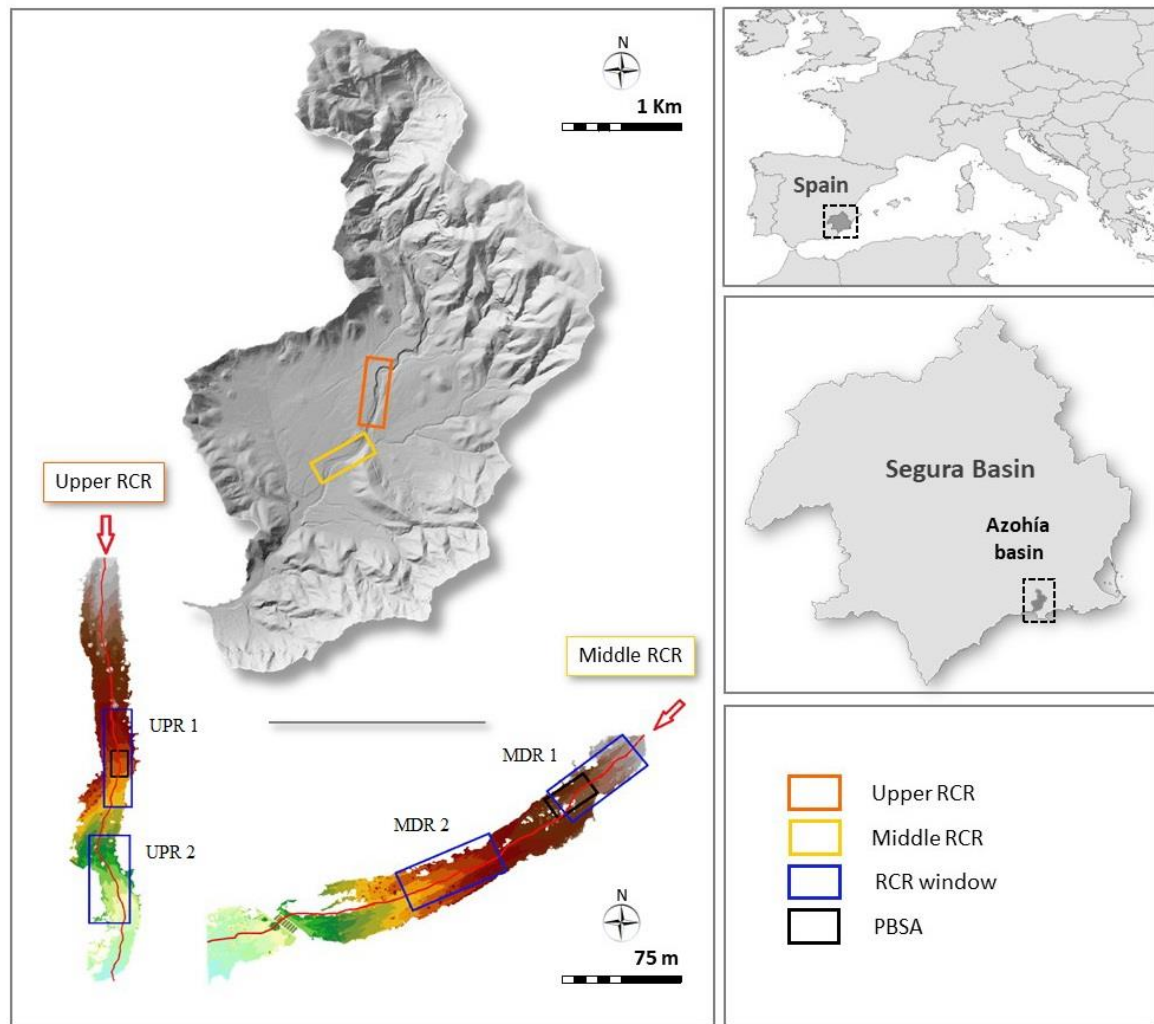 N
1 Km
Upper RCR
Middle RCR
UPR 1
UPR 2
MDR 1
MDR 2
N
75 m
Spain
Segura Basin
Azohía
basin
Upper RCR
Middle RCR
RCR window
PBSA